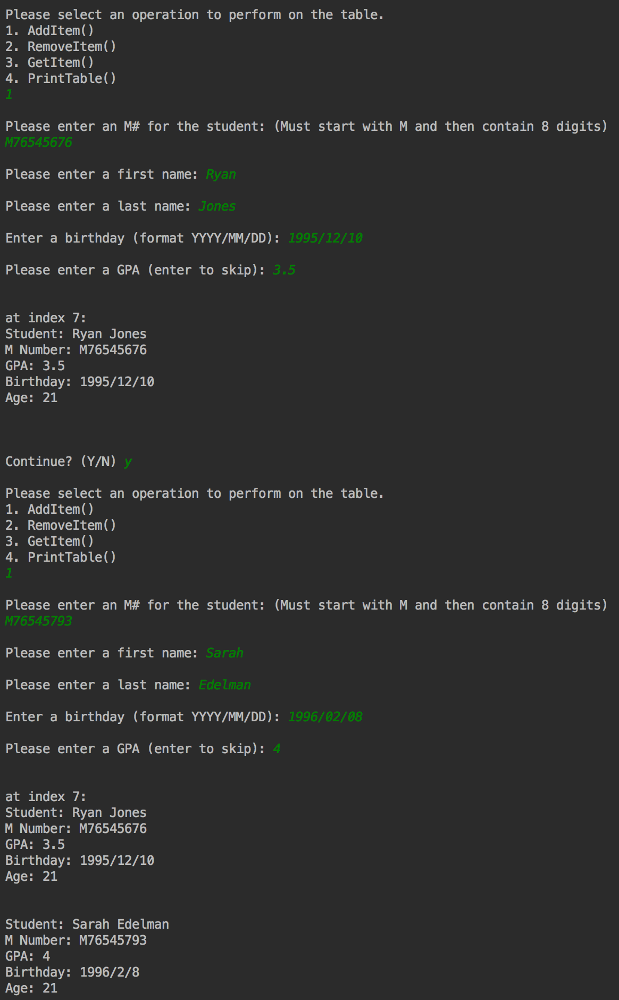 Please select an operation to perform on the table.
1. AddItem()
2. RemoveItem()
3. GetItem()
4. PrintTable()
1
Please enter an M# for the student: (Must start with M and then contain 8 digits)
M76545676
Please enter a first name: Ryan
Please enter a last name: Jones
Enter a birthday (format YYYY/MM/DD): 1995/12/10
Please enter a GPA (enter to skip): 3.5
at index 7:
Student: Ryan Jones
M Number: M76545676
GPA: 3.5
Birthday: 1995/12/10
Age: 21
Continue? (Y/N) y
Please select an operation to perform on the table.
1. AddItem()
2. RemoveItem()
3. GetItem()
4. PrintTable()
1
Please enter an M# for the student: (Must start with M and then contain 8 digits)
M76545793
Please enter a first name: Sarah
Please enter a last name: Edelman
Enter a birthday (format YYYY/MM/DD): 1996/02/08
Please enter a GPA (enter to skip): 4
at index 7:
Student: Ryan Jones
M Number: M76545676
GPA: 3.5
Birthday: 1995/12/10
Age: 21
Student: Sarah Edelman
M Number: M76545793
GPA: 4
Birthday: 1996/2/8
Age: 21